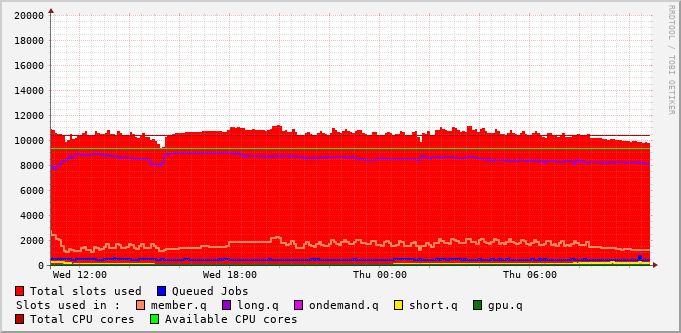 RRDTOOL / TOBI OETIKER
20000
18000
16000
14000
12000
10000
8000
6000
4000
2000
0
Wed 12:00 Wed 18:00 Thu 00:00 Thu 06:00
Total slots used Queued Jobs
Slots used in : member.q long.q ondemand.q short.q gpu.q
Total CPU cores Available CPU cores